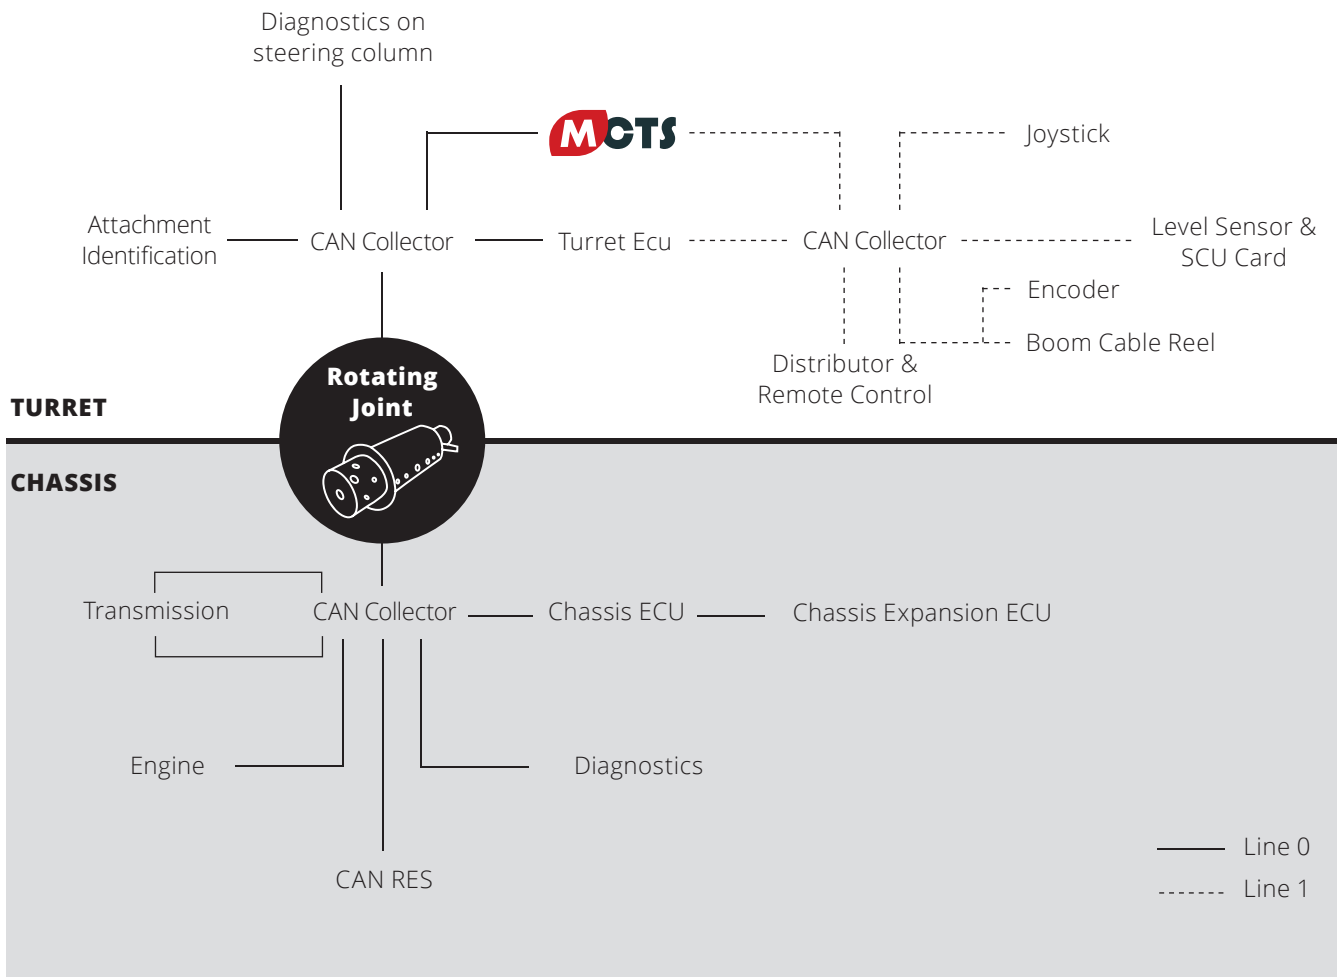 Diagnostics on
steering column
MCTS
Joystick
Attachment
Identification
CAN Collector
Turret Ecu
CAN Collector
Level Sensor &
SCU Card
Encoder
Boom Cable Reel
Distributor &
Remote Control
Rotating
Joint
TURRET
CHASSIS
Transmission
CAN Collector
Chassis ECU
Chassis Expansion ECU
Engine
Diagnostics
CAN RES
Line 0
Line 1